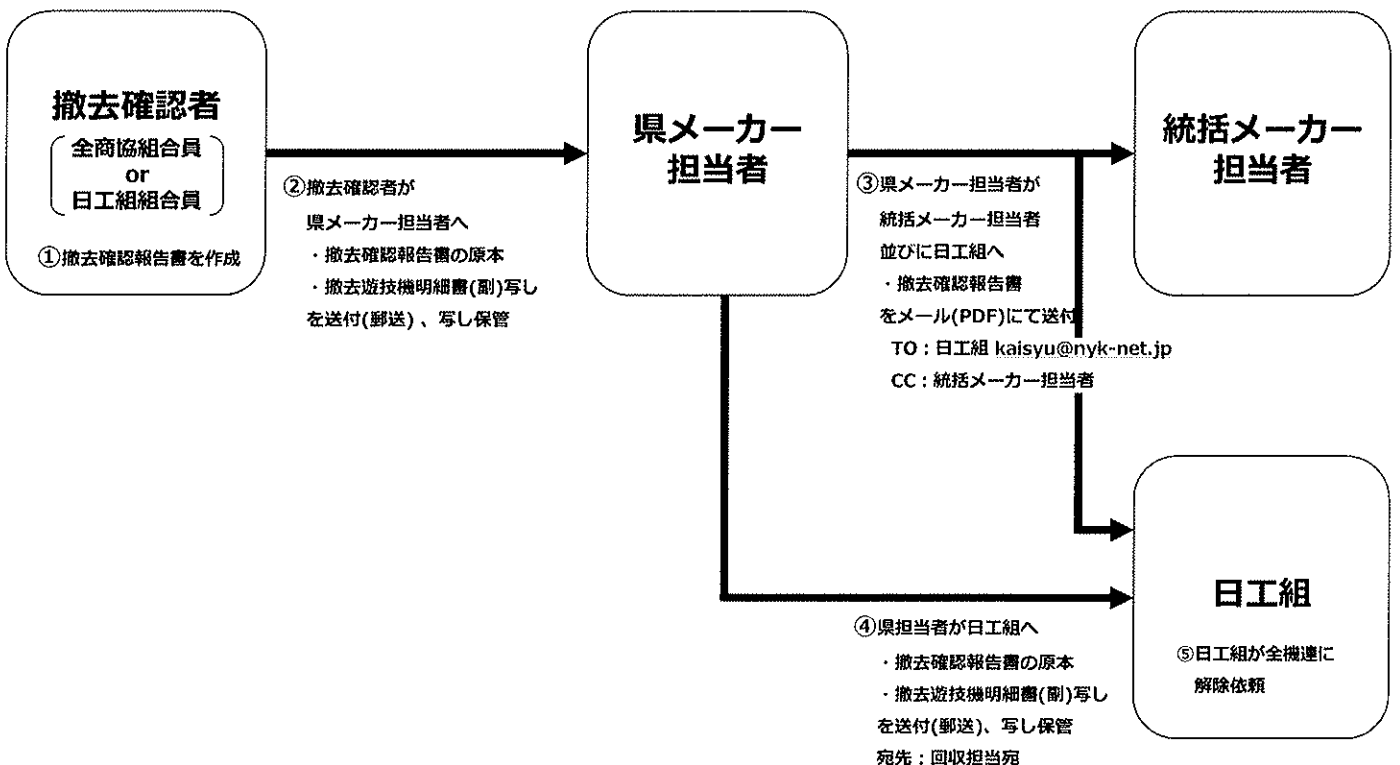 撤去確認者
全商協組合員
or
日工組組合員
①撤去確認報告書を作成
②撤去確認者が
県メーカー担当者へ
・撤去確認報告書の原本
・撤去遊技機明細書(副)写し
を送付(郵送)、写し保管
県メーカー
担当者
③県メーカー担当者が
統括メーカー担当者
並びに日工組へ
・撤去確認報告書
をメール(PDF)にて送付
TO：日工組 kaisyu@nyk-net.jp
CC：統括メーカー担当者
統括メーカー
担当者
④県担当者が日工組へ
・撤去確認報告書の原本
・撤去遊技機明細書(副)写し
を送付(郵送)、写し保管
宛先：回収担当宛
日工組
⑤日工組が全機連に
解除依頼